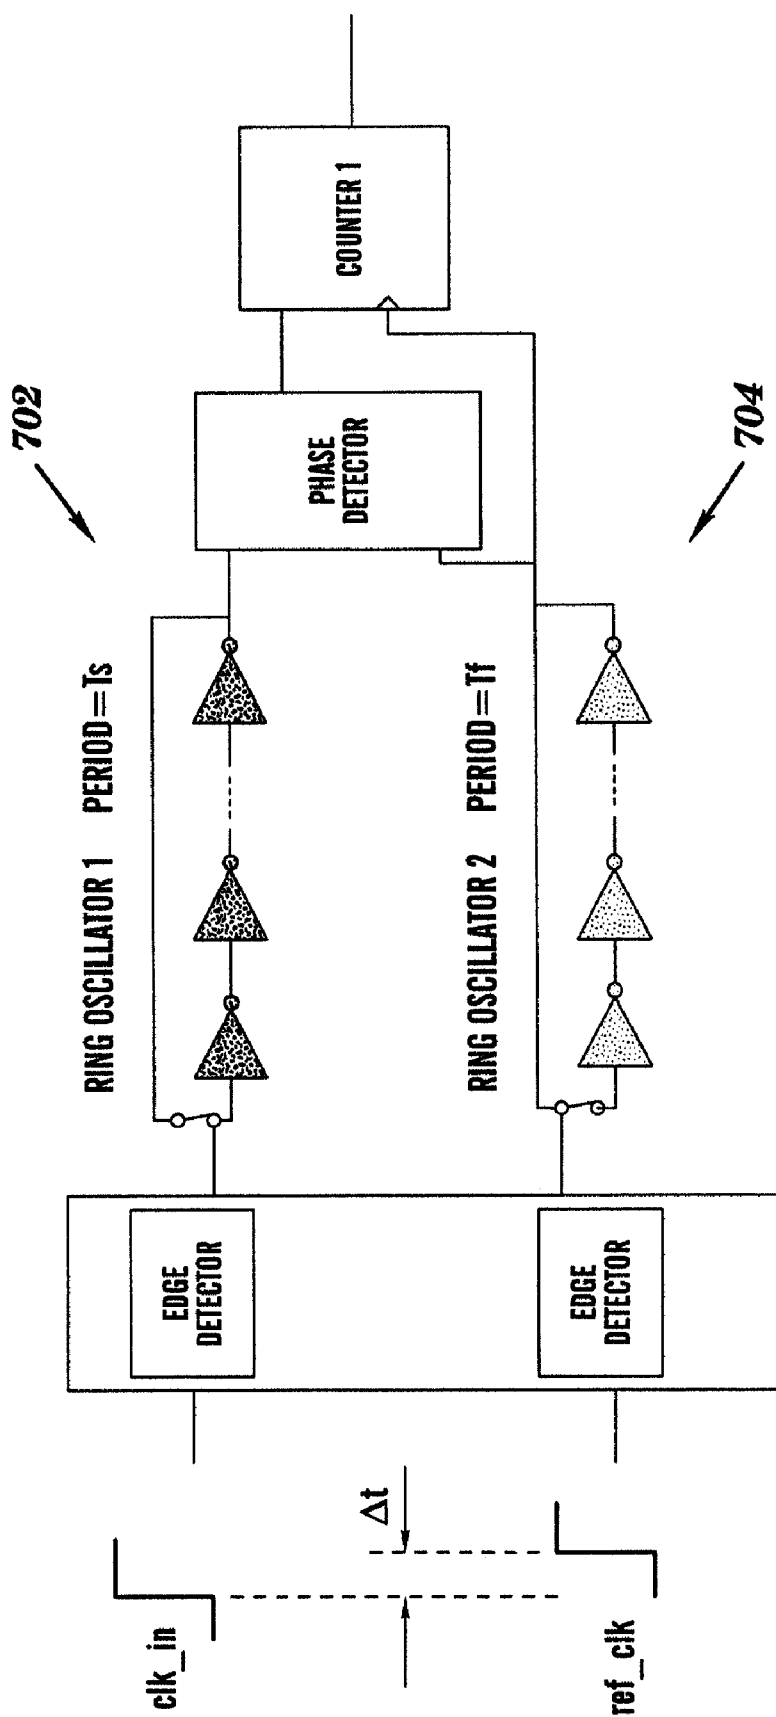 702
RING OSCILLATOR 1 PERIOD=Ts
clk_in
EDGE
DETECTOR
PHASE
DETECTOR
COUNTER 1
Δt
RING OSCILLATOR 2 PERIOD=Tf
ref_clk
EDGE
DETECTOR
704